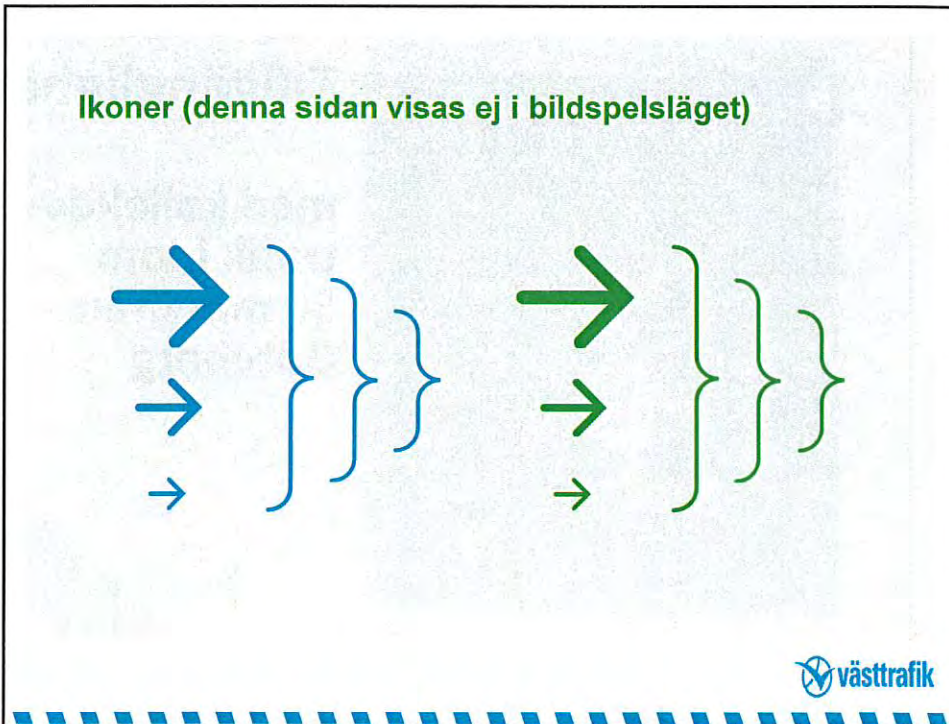 Ikoner (denna sidan visas ej i bildspelsläget)
västtrafik